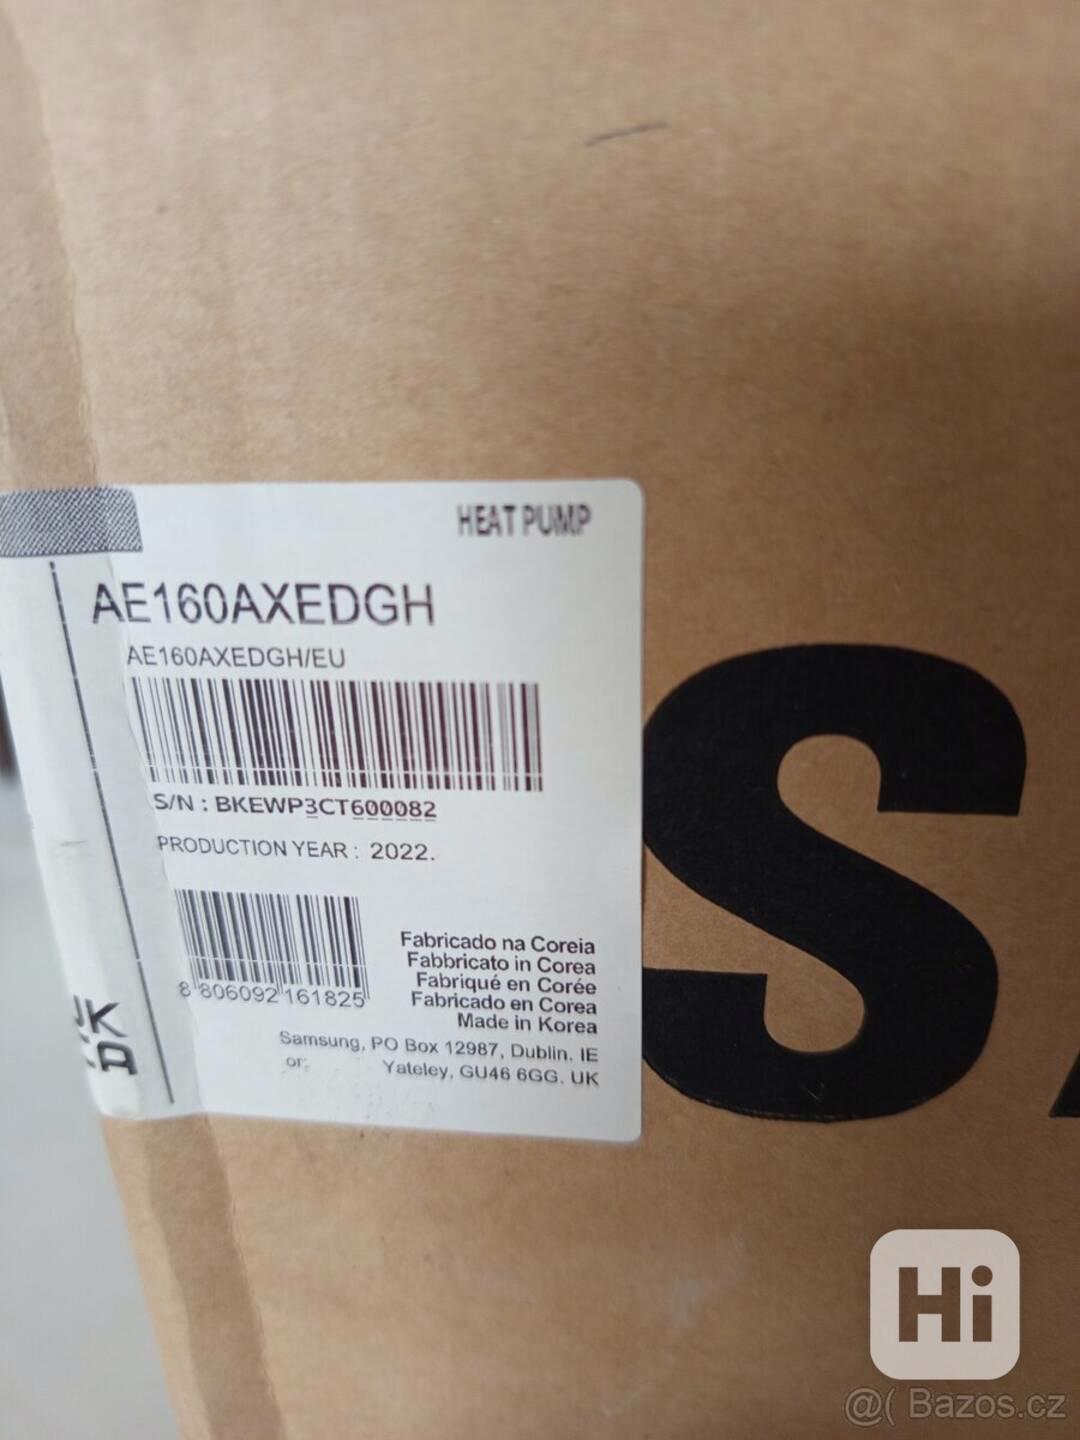 HEAT PUMP
AE160AXEDGH
AE160AXEDGH/EU
S/N : BKEWP3CT600082
PRODUCTION YEAR : 2022.
8 806092 161825
Fabricado na Coreia
Fabbricato in Corea
Fabriqué en Corée
Fabricado en Corea
Made in Korea
Samsung, PO Box 12987, Dublin. IE
or: Yateley, GU46 6GG. UK
UK
CA
S
Hi
@( Bazos.cz